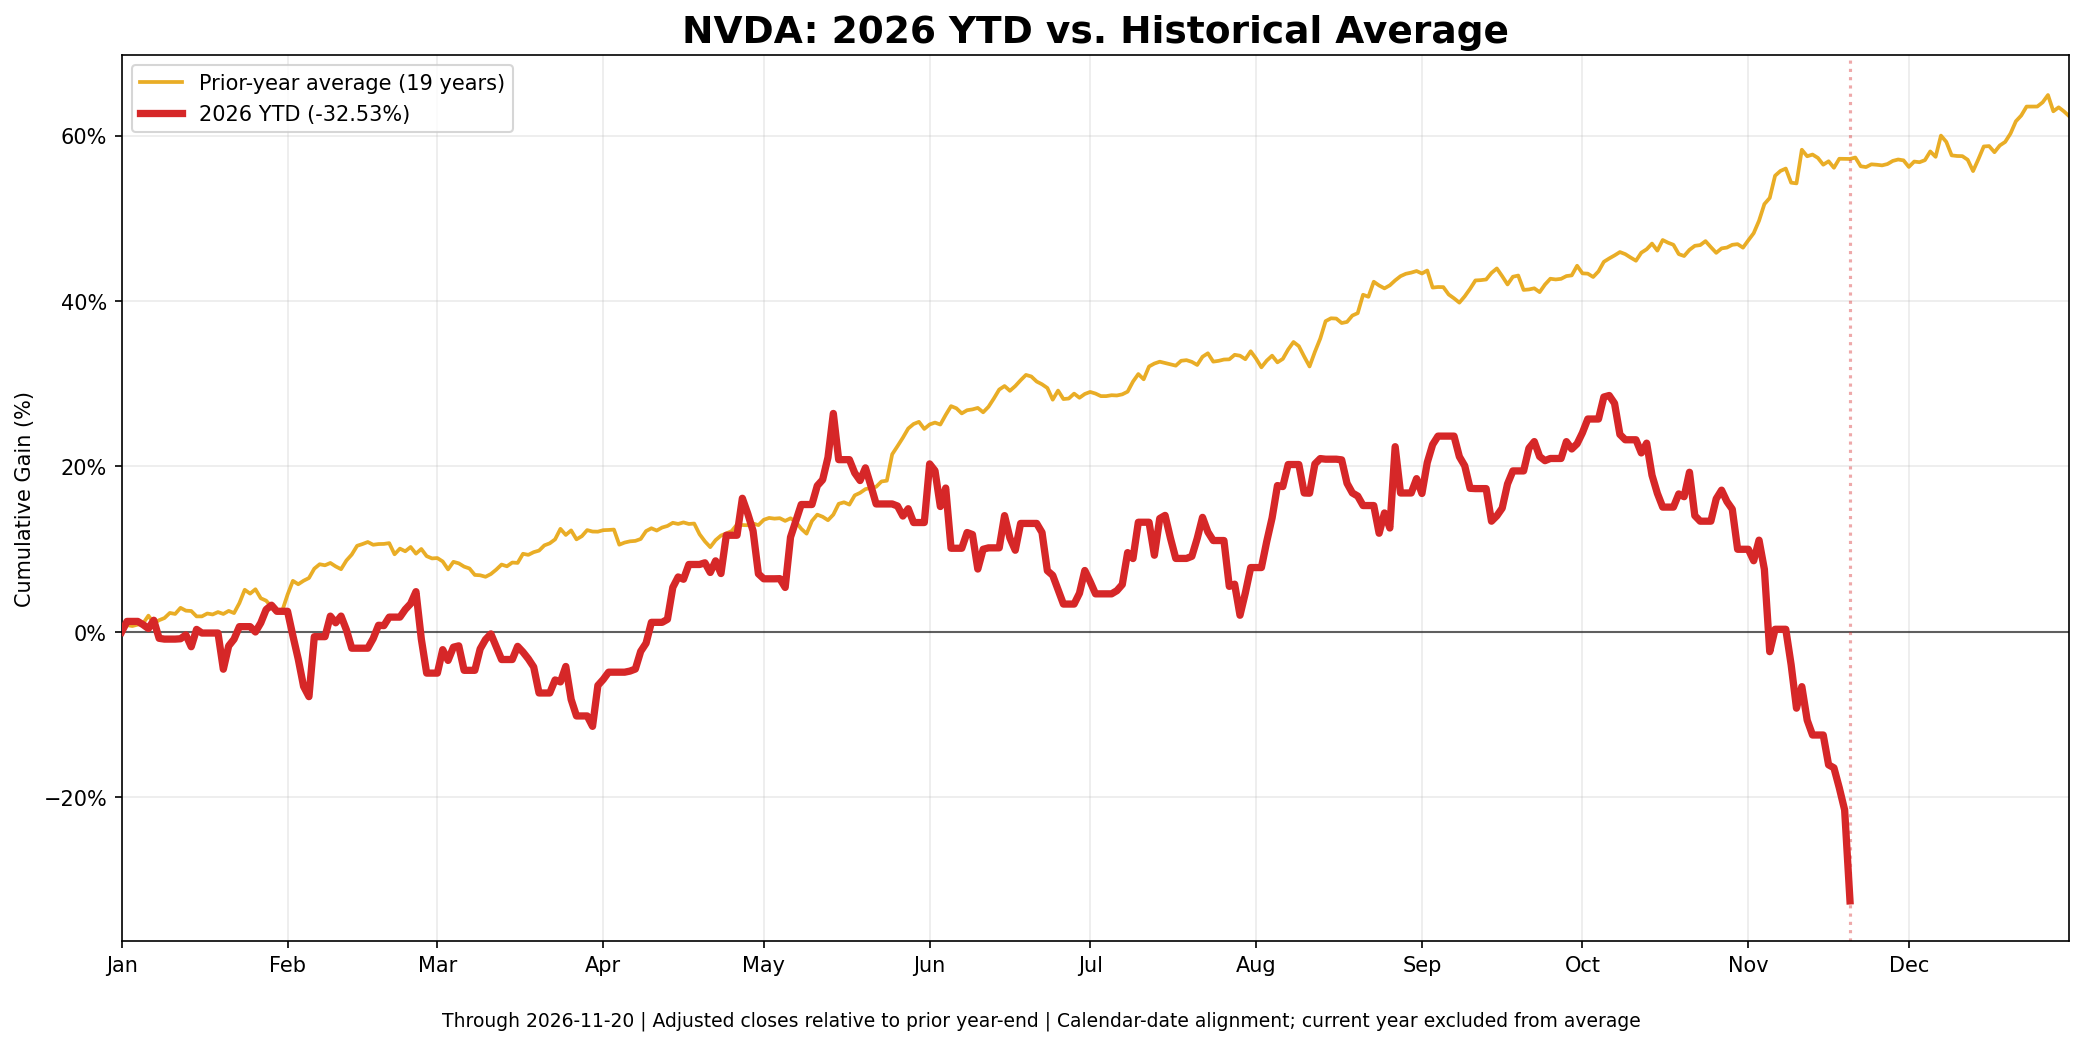 NVDA: 2026 YTD vs. Historical Average
Prior-year average (19 years)
2026 YTD (-32.53%)
60%
40%
20%
0%
−20%
Cumulative Gain (%)
Jan Feb Mar Apr May Jun Jul Aug Sep Oct Nov Dec
Through 2026-11-20 | Adjusted closes relative to prior year-end | Calendar-date alignment; current year excluded from average